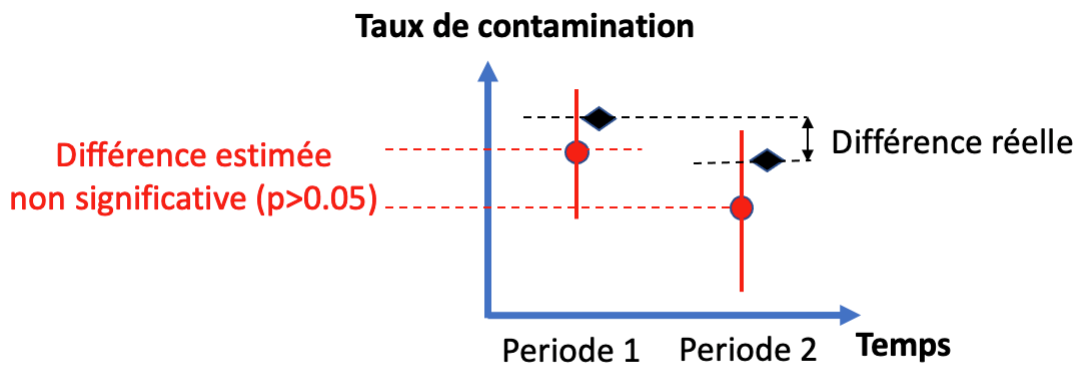 Taux de contamination
Différence estimée
non significative (p>0.05)
Différence réelle
Periode 1
Periode 2
Temps